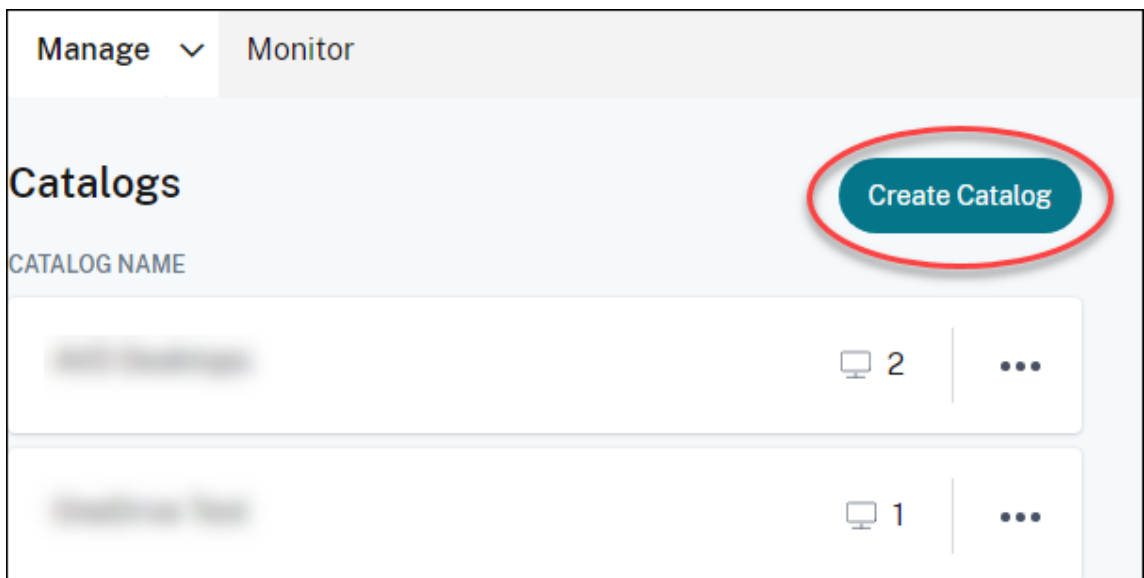 Manage Monitor
Catalogs
Create Catalog
CATALOG NAME
2
1